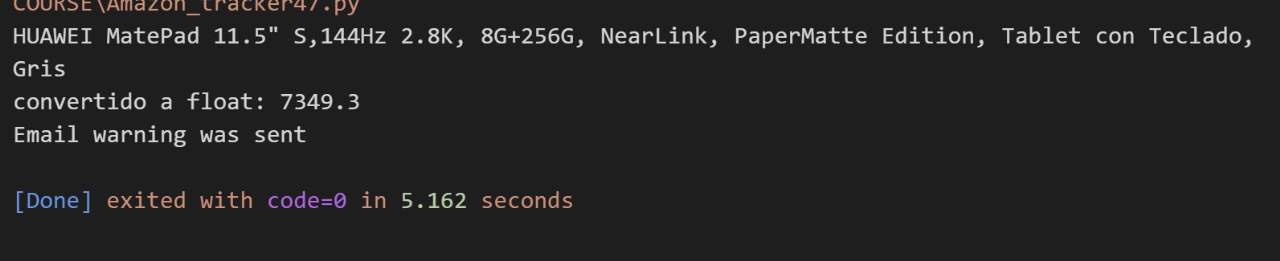 COURSE\Amazon_tracker47.py
HUAWEI MatePad 11.5" S,144Hz 2.8K, 8G+256G, NearLink, PaperMatte Edition, Tablet con Teclado,
Gris
convertido a float: 7349.3
Email warning was sent
[Done] exited with code=0 in 5.162 seconds